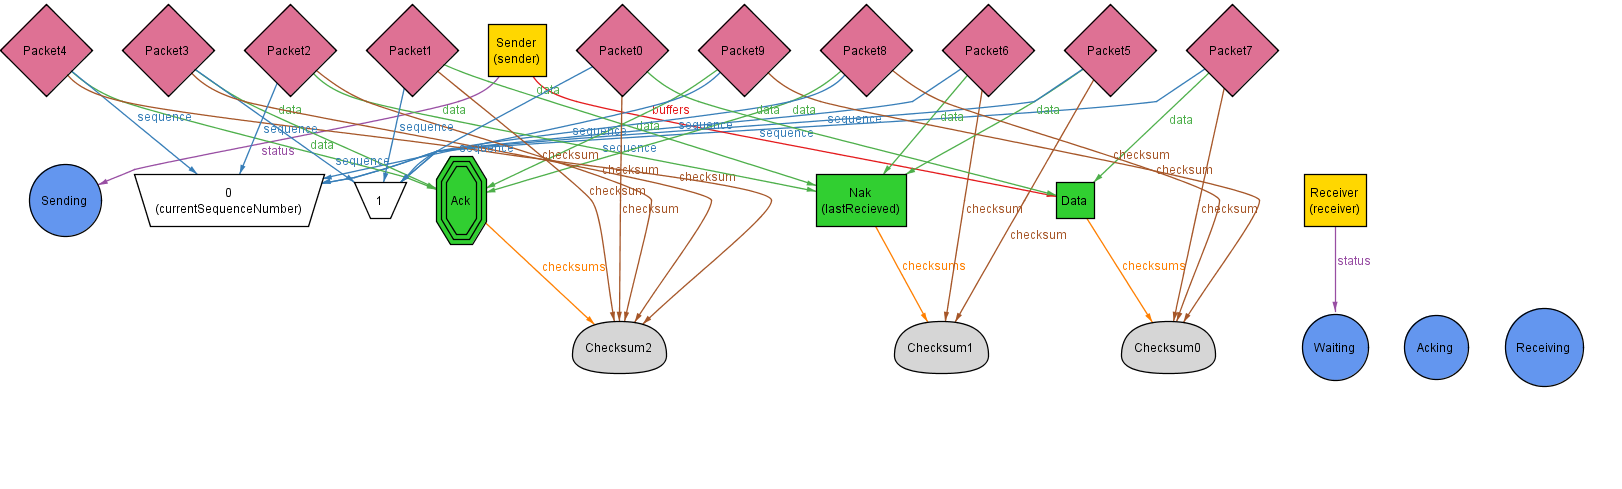 Packet4
Packet3
Packet2
Packet1
Sender
(sender)
Packet0
Packet9
Packet8
Packet6
Packet5
Packet7
data
data
data
buffers
data
data
data
data
sequence
data
data
sequence
sequence
data
sequence
sequence
sequence
sequence
data
status
sequence
sequence
checksum
checksum
sequence
checksum
checksum
checksum
checksum
Sending
0
(currentSequenceNumber)
1
Ack
checksum
Nak
(lastRecieved)
checksum
Data
checksum
Receiver
(receiver)
checksum
checksums
checksums
checksums
status
Checksum2
Checksum1
Checksum0
Waiting
Acking
Receiving